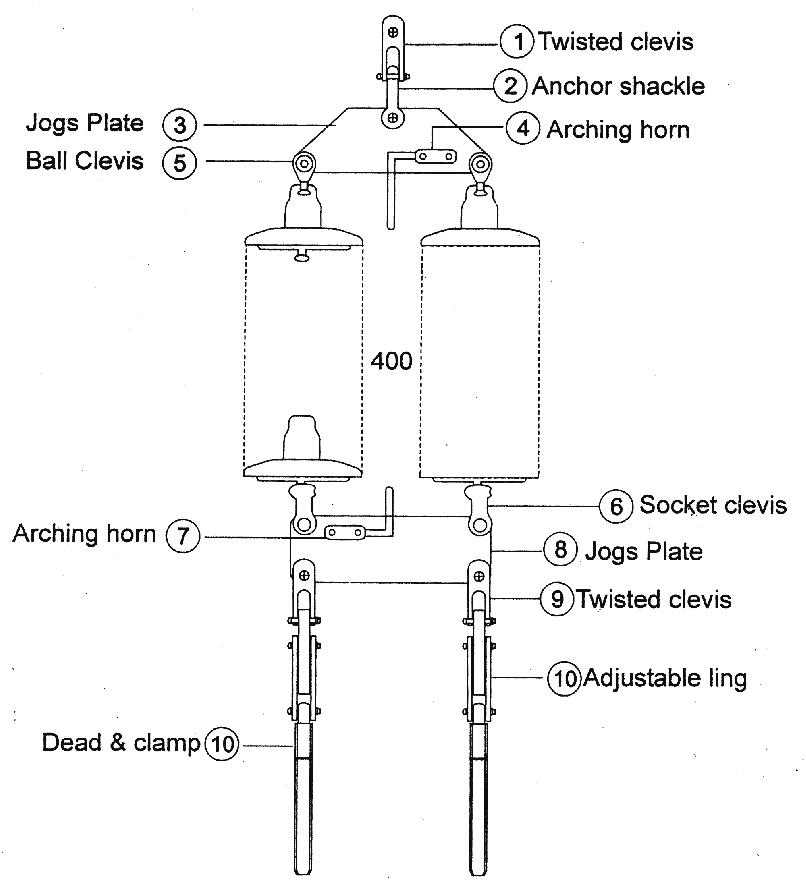 ① Twisted clevis
② Anchor shackle
Jogs Plate ③
④ Arching horn
Ball Clevis ⑤
400
⑥ Socket clevis
Arching horn ⑦
⑧ Jogs Plate
⑨ Twisted clevis
⑩ Adjustable ling
Dead & clamp ⑩